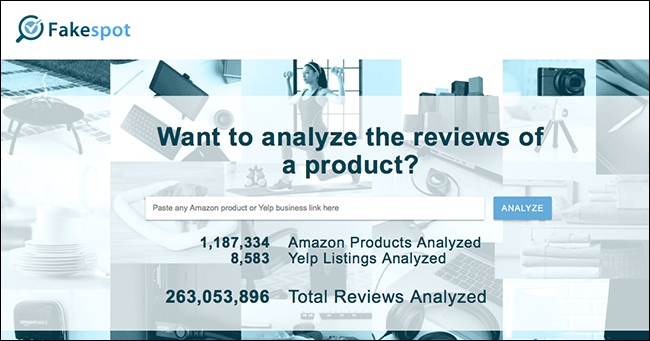 Fakespot
Want to analyze the reviews of
a product?
Paste any Amazon product or Yelp business link here
ANALYZE
1,187,334 Amazon Products Analyzed
8,583 Yelp Listings Analyzed
263,053,896 Total Reviews Analyzed